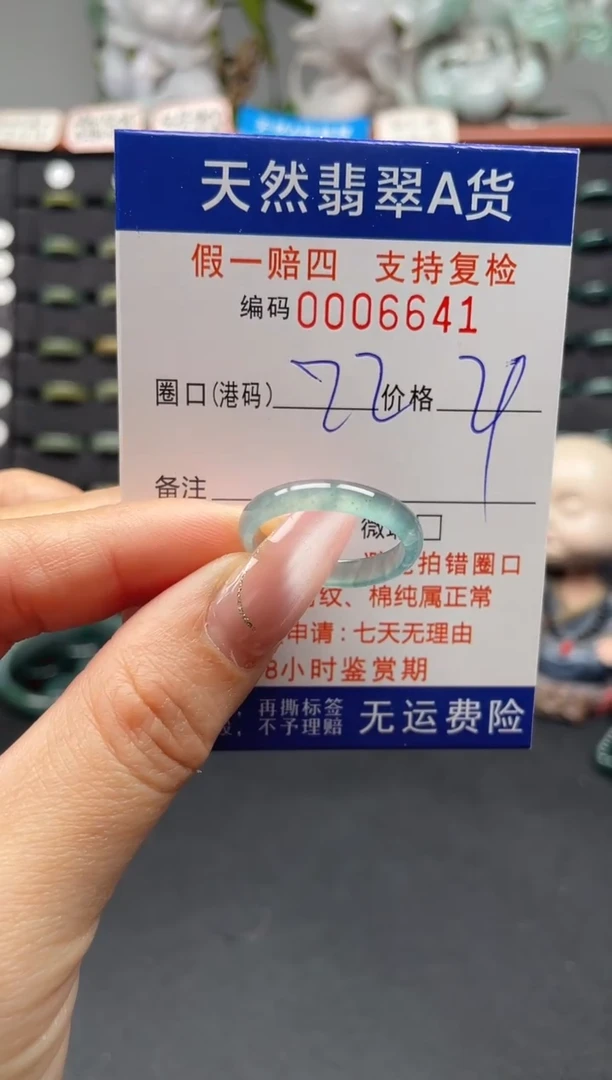 天然翡翠A货
假一赔四 支持复检
编码0006641
圈口(港码) 22 价格
备注
微
拍错圈口
纹、棉纯属正常
申请:七天无理由
8小时鉴赏期
再撕标签
不予理赔 无运费险